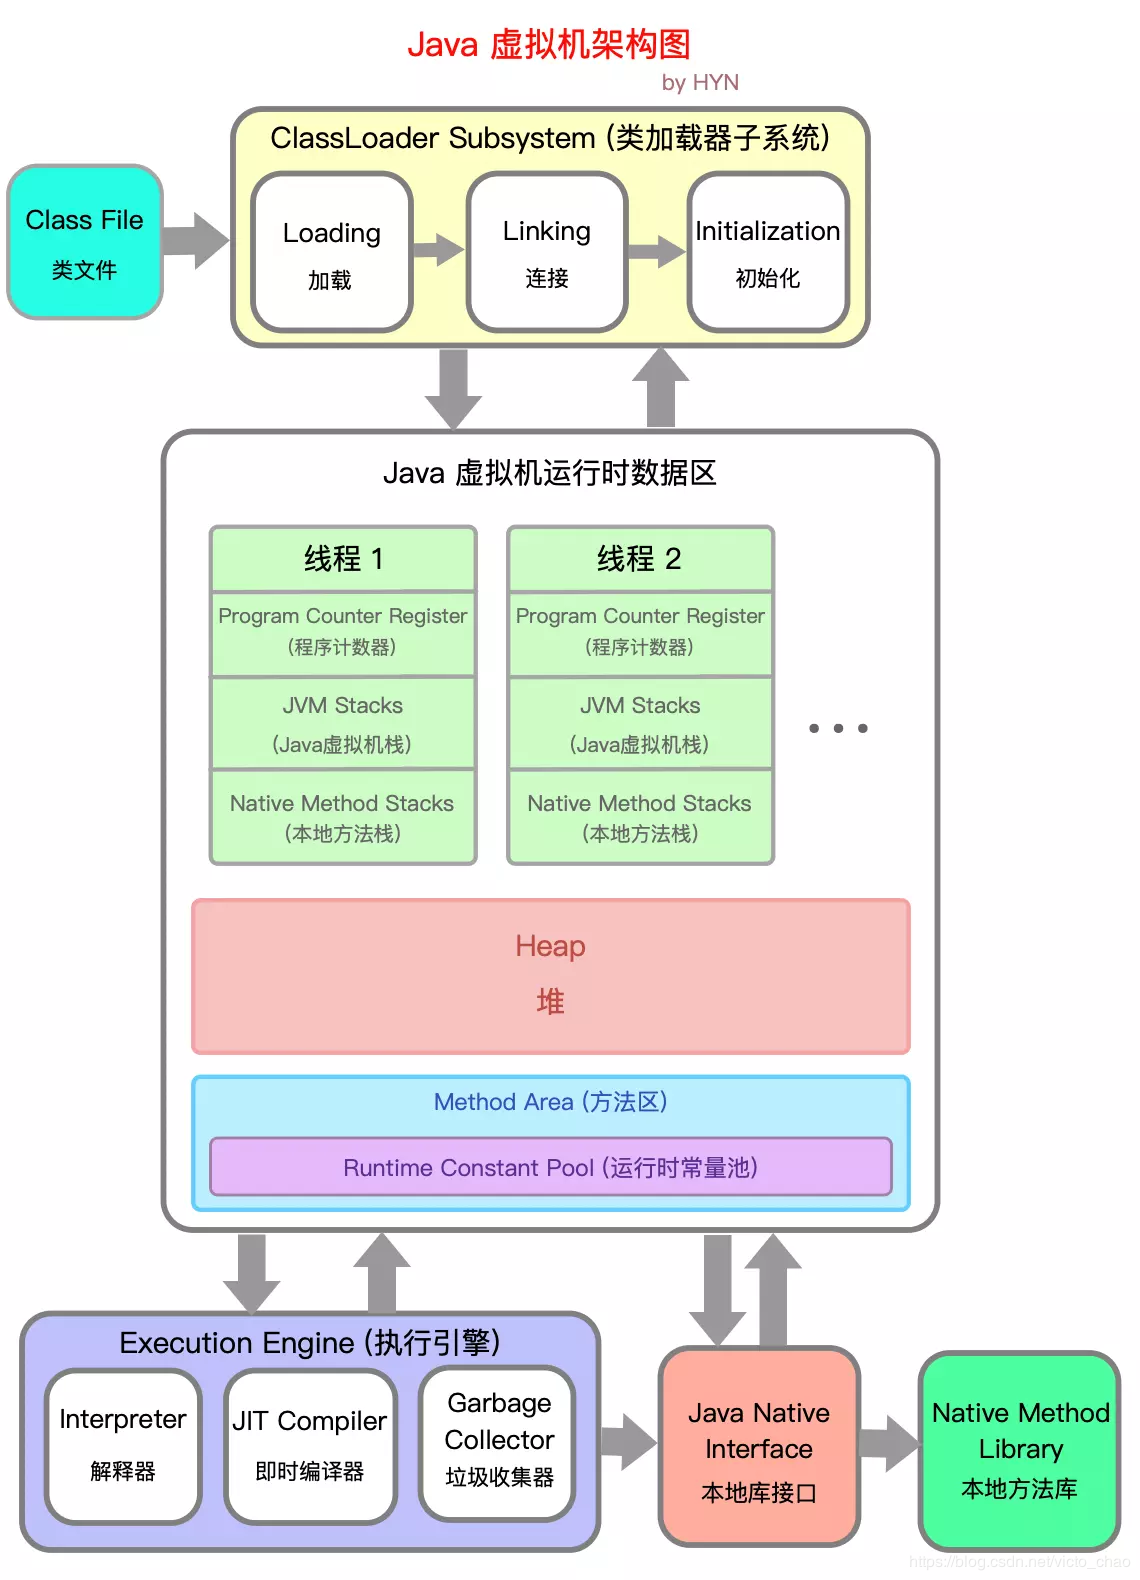 Java 虚拟机架构图
by HYN
ClassLoader Subsystem (类加载器子系统)
Class File
类文件
Loading
加载
Linking
连接
Initialization
初始化
Java 虚拟机运行时数据区
线程 1
Program Counter Register
(程序计数器)
JVM Stacks
(Java虚拟机栈)
Native Method Stacks
(本地方法栈)
线程 2
Program Counter Register
(程序计数器)
JVM Stacks
(Java虚拟机栈)
Native Method Stacks
(本地方法栈)
...
Heap
堆
Method Area (方法区)
Runtime Constant Pool (运行时常量池)
Execution Engine (执行引擎)
Interpreter
解释器
JIT Compiler
即时编译器
Garbage
Collector
垃圾收集器
Java Native
Interface
本地库接口
Native Method
Library
本地方法库
https://blog.csdn.net/victo_chao